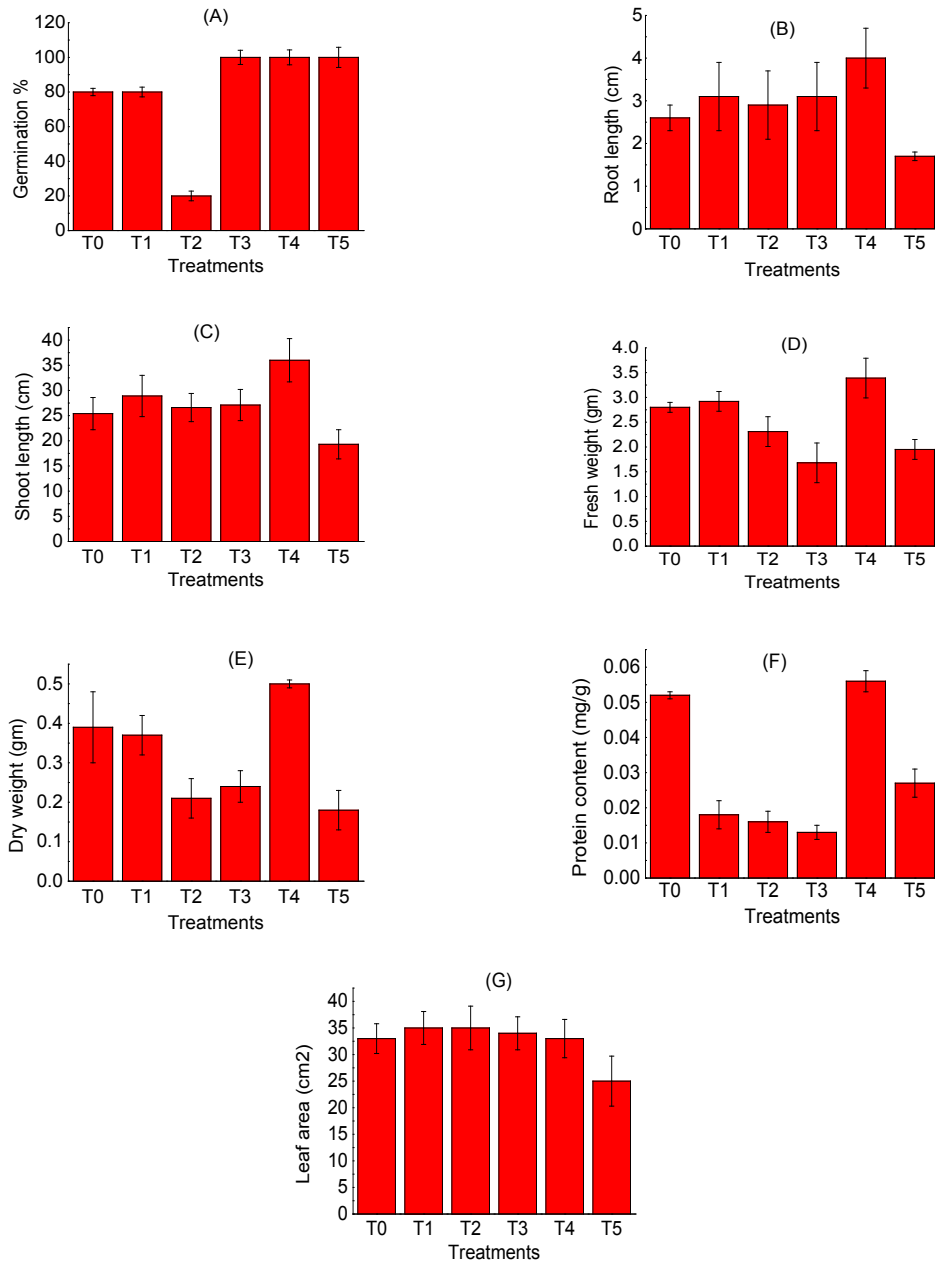 (A)
Germination %
120
100
80
60
40
20
0
T0 T1 T2 T3 T4 T5
Treatments
(B)
Root length (cm)
5
4
3
2
1
0
T0 T1 T2 T3 T4 T5
Treatments
(C)
Shoot length (cm)
40
35
30
25
20
15
10
5
0
T0 T1 T2 T3 T4 T5
Treatments
(D)
Fresh weight (gm)
4.0
3.5
3.0
2.5
2.0
1.5
1.0
0.5
0.0
T0 T1 T2 T3 T4 T5
Treatments
(E)
Dry weight (gm)
0.5
0.4
0.3
0.2
0.1
0.0
T0 T1 T2 T3 T4 T5
Treatments
(F)
Protein content (mg/g)
0.06
0.05
0.04
0.03
0.02
0.01
0.00
T0 T1 T2 T3 T4 T5
Treatments
(G)
Leaf area (cm2)
40
35
30
25
20
15
10
5
0
T0 T1 T2 T3 T4 T5
Treatments